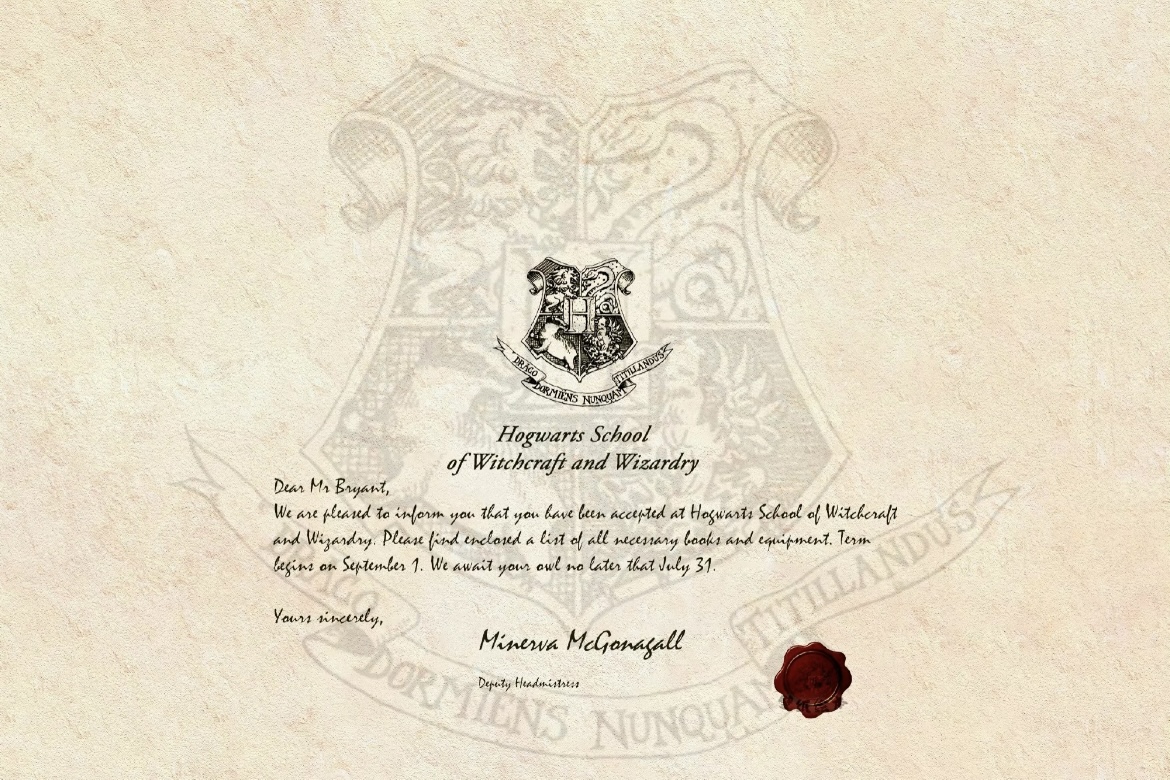 DRACO DORMIENS NUNQUAM TITILLANDUS
Hogwarts School
of Witchcraft and Wizardry
Dear Mr Bryant,
We are pleased to inform you that you have been accepted at Hogwarts School of Witchcraft
and Wizardry. Please find enclosed a list of all necessary books and equipment. Term
begins on September 1. We await your owl no later that July 31.
Yours sincerely,
Minerva McGonagall
Deputy Headmistress
DRACO DORMIENS NUNQUAM TITILLANDUS